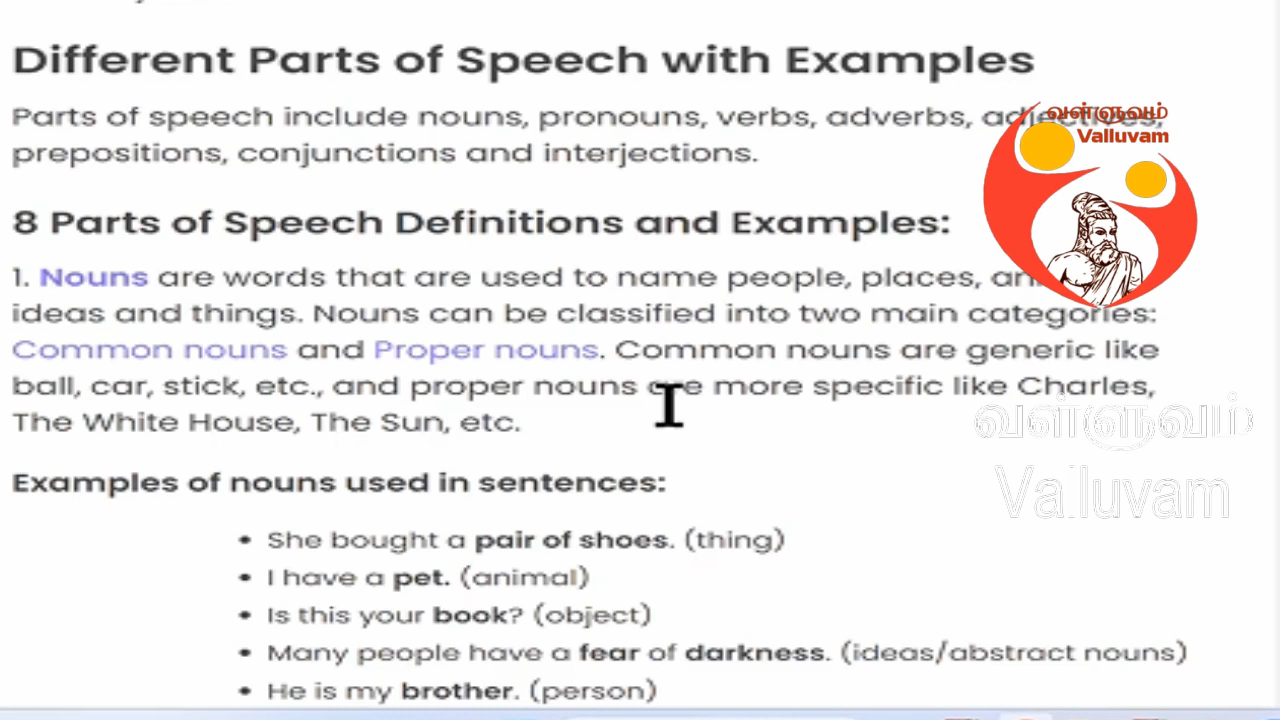 Different Parts of Speech with Examples
Parts of speech include nouns, pronouns, verbs, adverbs, adjectives,
prepositions, conjunctions and interjections.
வள்ளுவம்
Valluvam
8 Parts of Speech Definitions and Examples:
1. Nouns are words that are used to name people, places,
ideas and things. Nouns can be classified into two main categories:
Common nouns and Proper nouns. Common nouns are generic like
ball, car, stick, etc., and proper nouns are more specific like Charles,
The White House, The Sun, etc.
வள்ளுவம்
Valluvam
Examples of nouns used in sentences:
• She bought a pair of shoes. (thing)
• I have a pet. (animal)
• Is this your book? (object)
• Many people have a fear of darkness. (ideas/abstract nouns)
• He is my brother. (person)